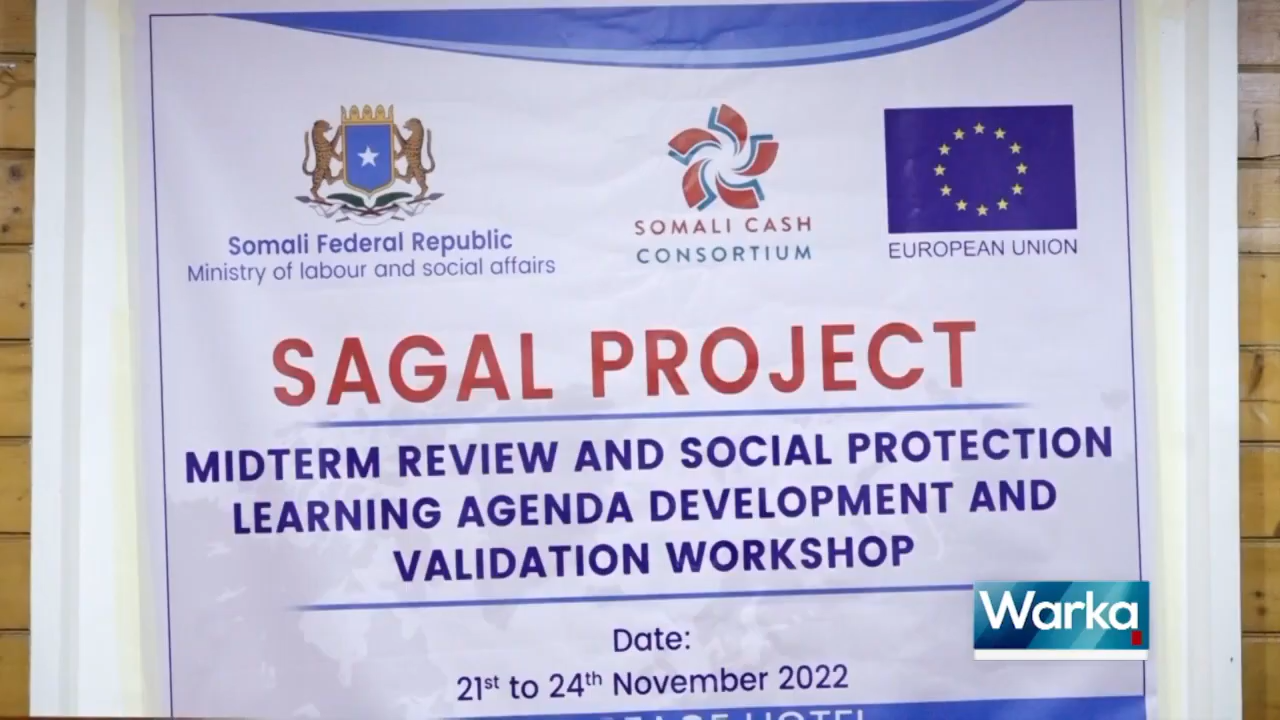 Somali Federal Republic
Ministry of labour and social affairs
SOMALI CASH
CONSORTIUM
EUROPEAN UNION
SAGAL PROJECT
MIDTERM REVIEW AND SOCIAL PROTECTION
LEARNING AGENDA DEVELOPMENT AND
VALIDATION WORKSHOP
Date:
21st to 24th November 2022
HOTEL
Warka